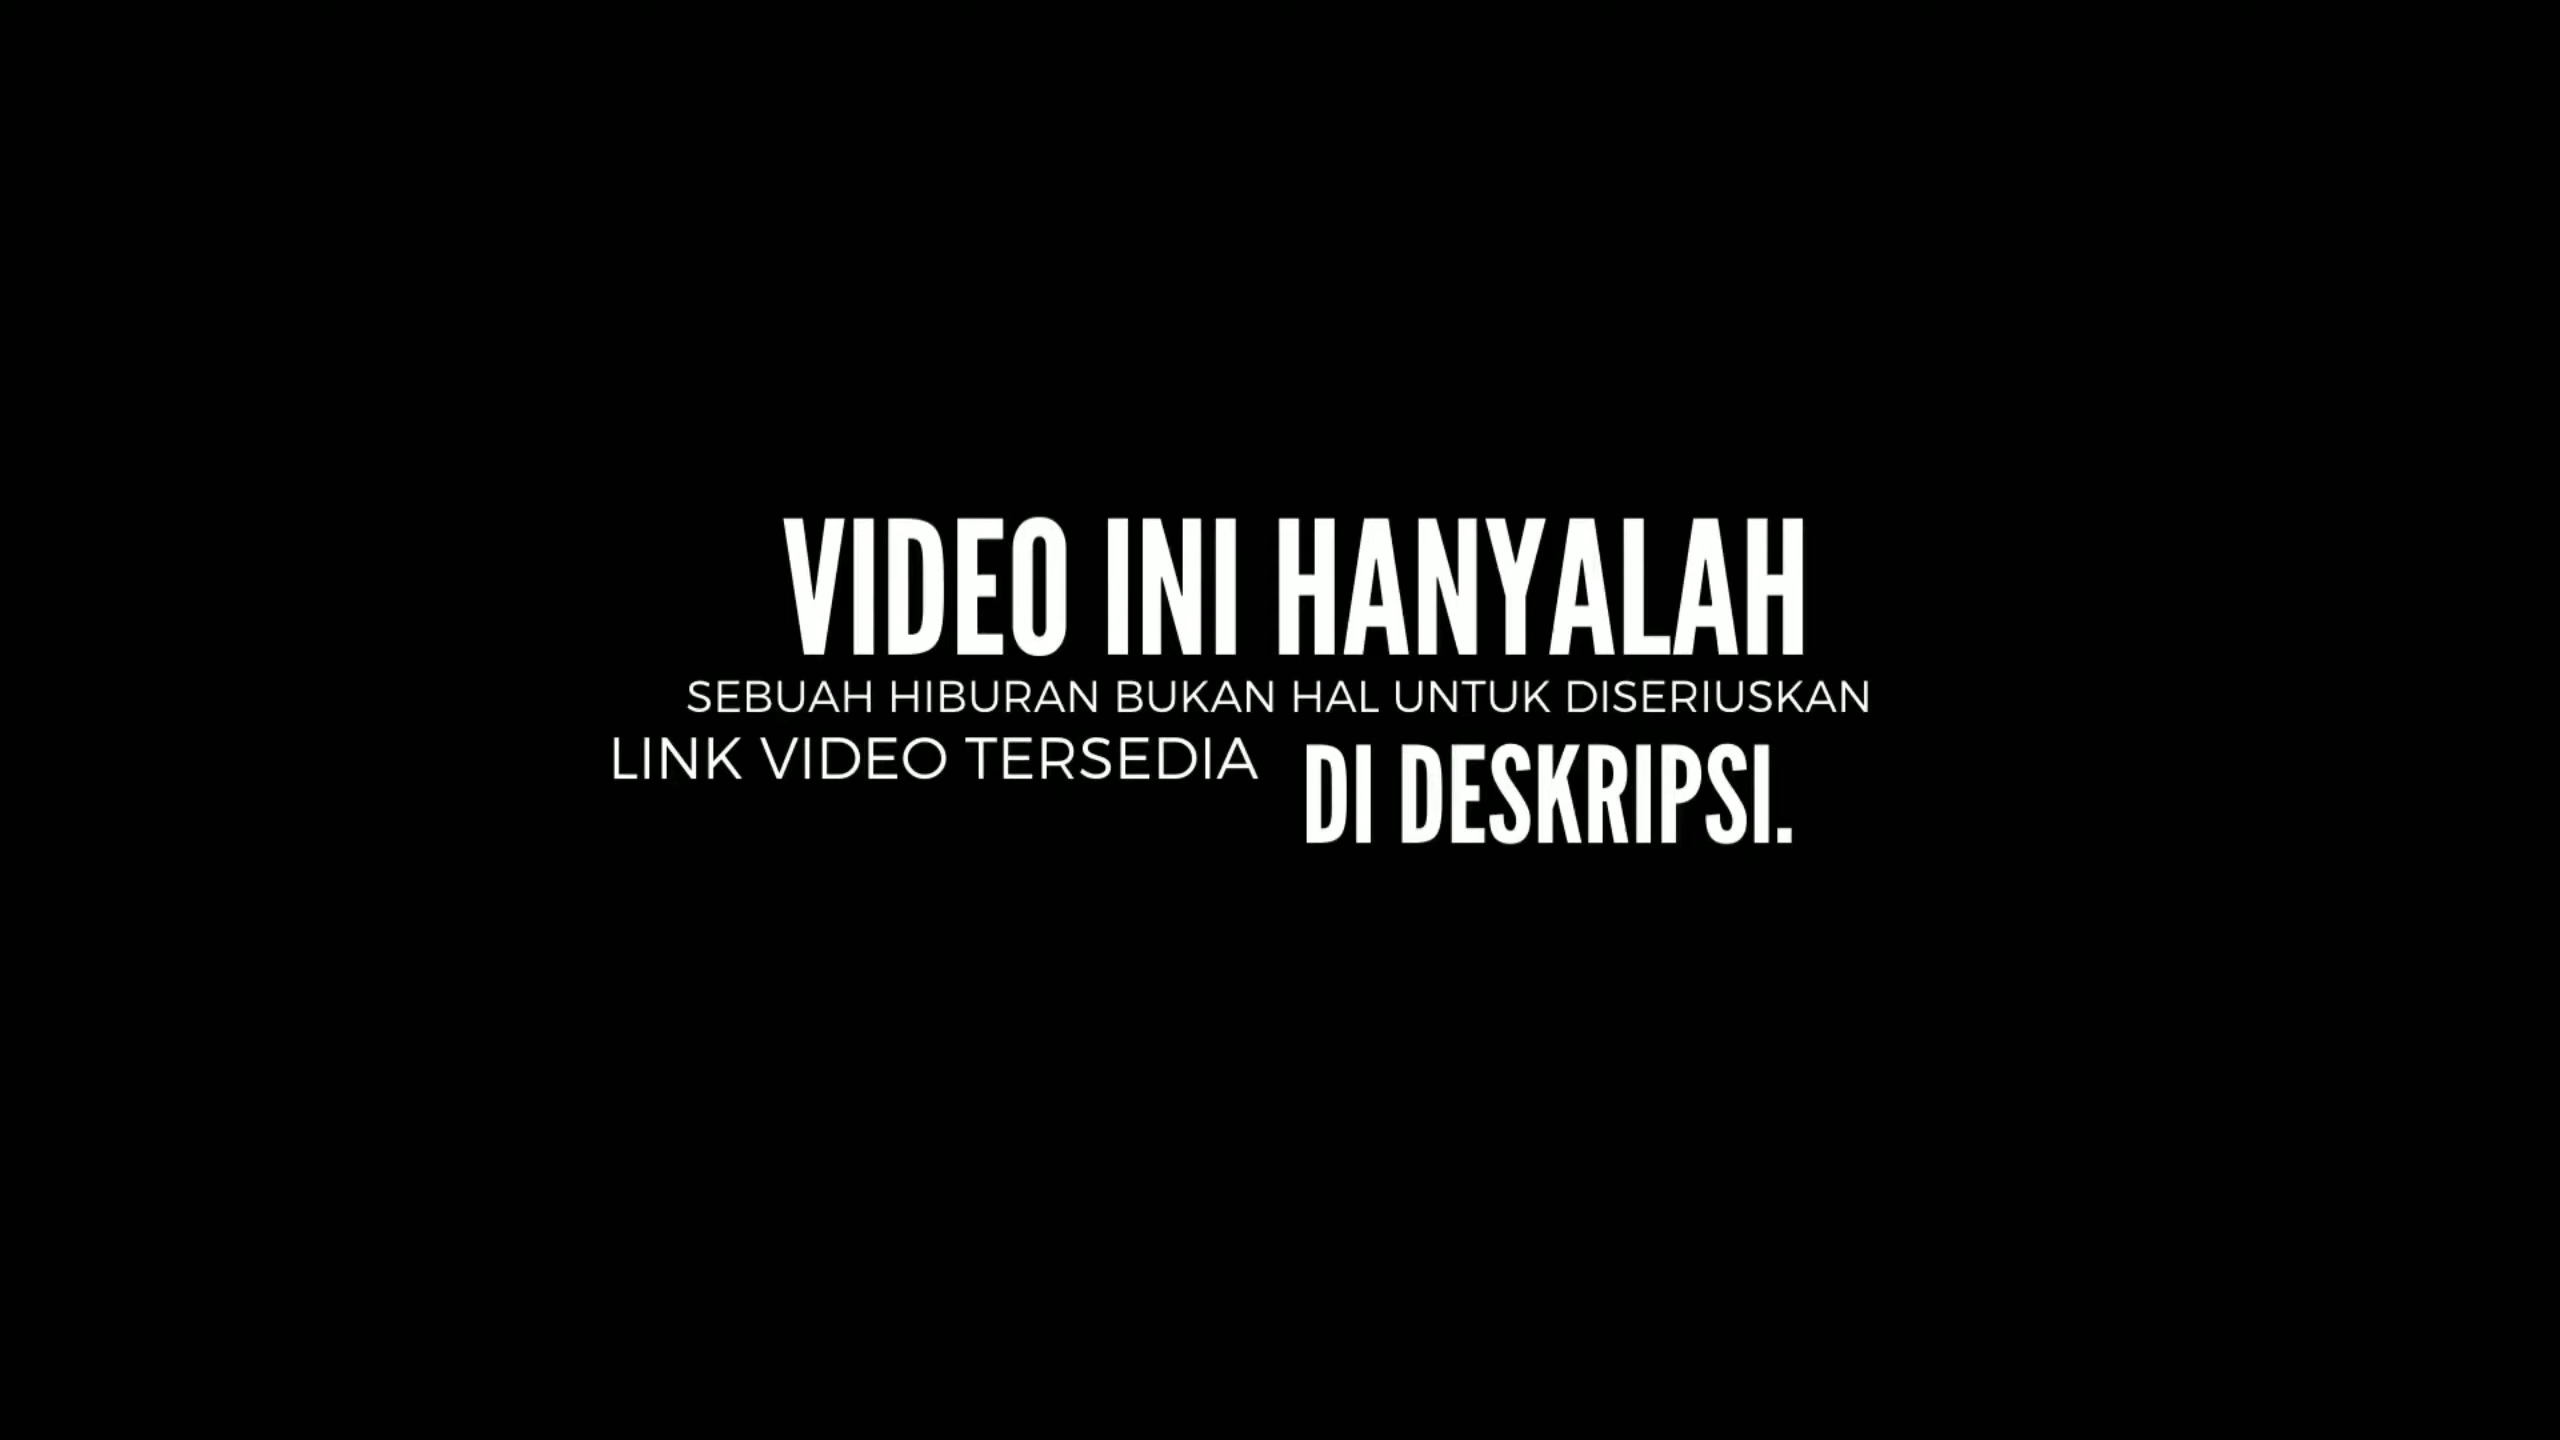 VIDEO INI HANYALAH
SEBUAH HIBURAN BUKAN HAL UNTUK DISERIUSKAN
LINK VIDEO TERSEDIA DI DESKRIPSI.